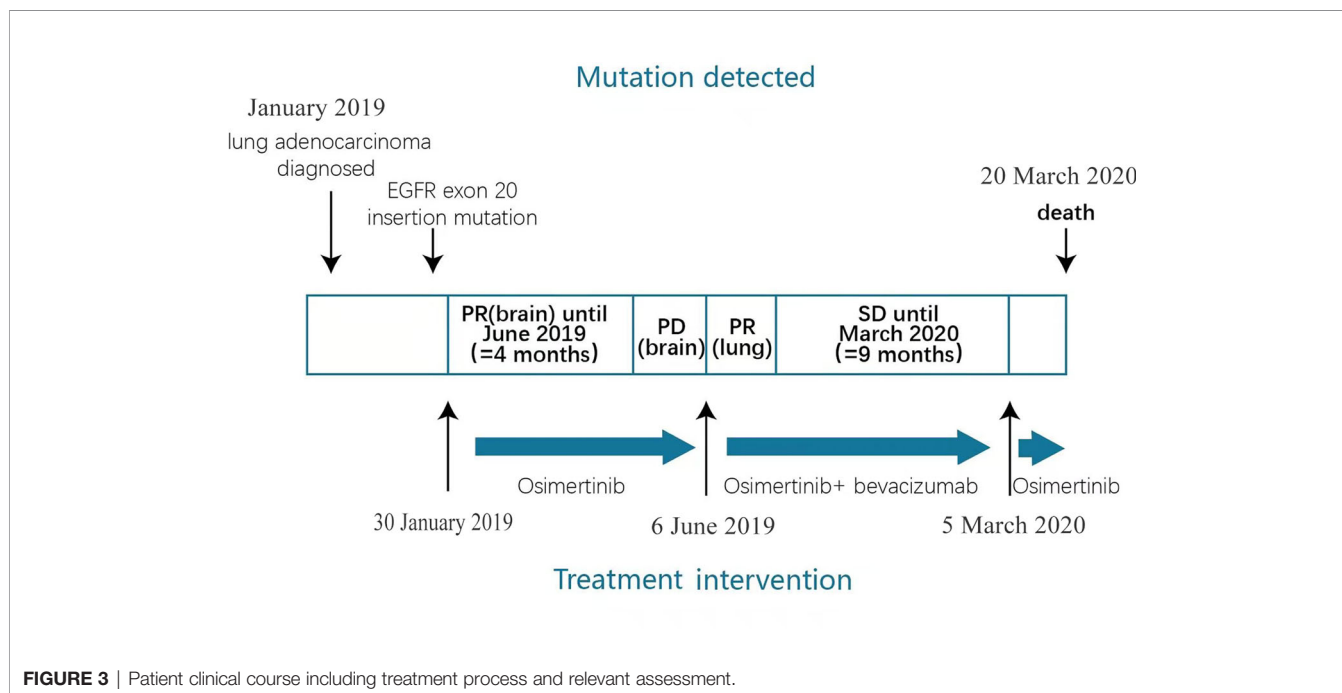 Mutation detected
January 2019
lung adenocarcinoma
diagnosed
EGFR exon 20
insertion mutation
20 March 2020
death
PR(brain) until
June 2019
(=4 months)
PD
(brain)
PR
(lung)
SD until
March 2020
(=9 months)
Osimertinib
Osimertinib+ bevacizumab
Osimertinib
30 January 2019
6 June 2019
5 March 2020
Treatment intervention
FIGURE 3 | Patient clinical course including treatment process and relevant assessment.